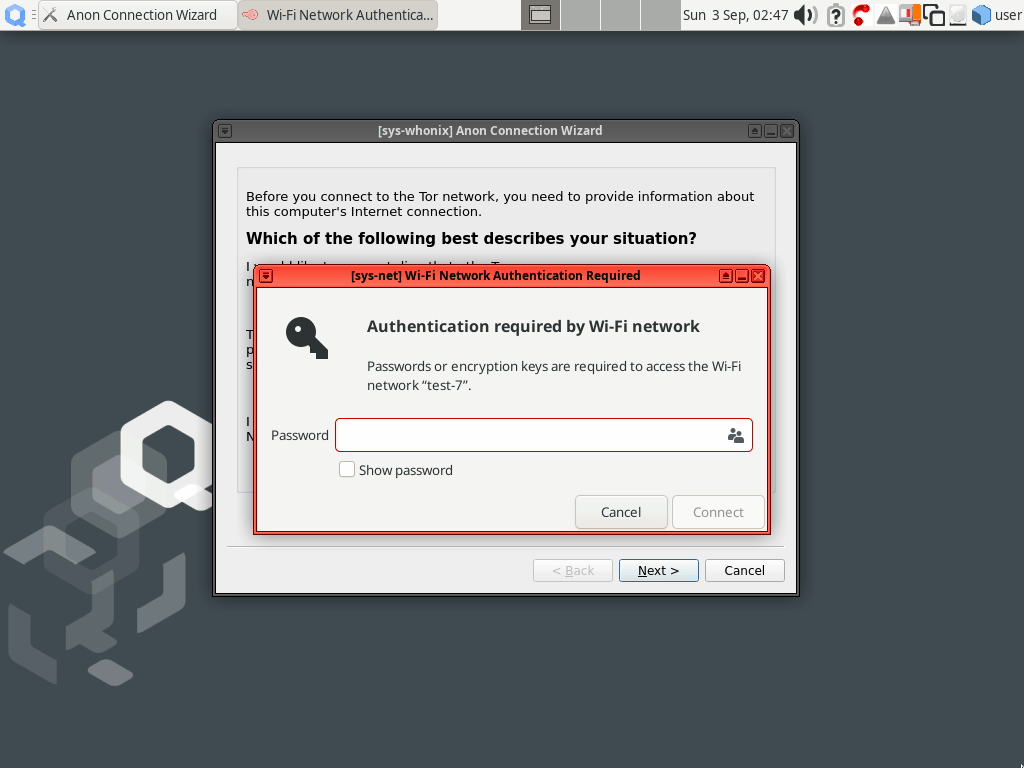 Anon Connection Wizard
Wi-Fi Network Authentica...
Sun 3 Sep, 02:47
user
[sys-whonix] Anon Connection Wizard
Before you connect to the Tor network, you need to provide information about
this computer's Internet connection.
Which of the following best describes your situation?
[sys-net] Wi-Fi Network Authentication Required
Authentication required by Wi-Fi network
Passwords or encryption keys are required to access the Wi-Fi
network “test-7”.
Password
Show password
Cancel
Connect
< Back
Next >
Cancel